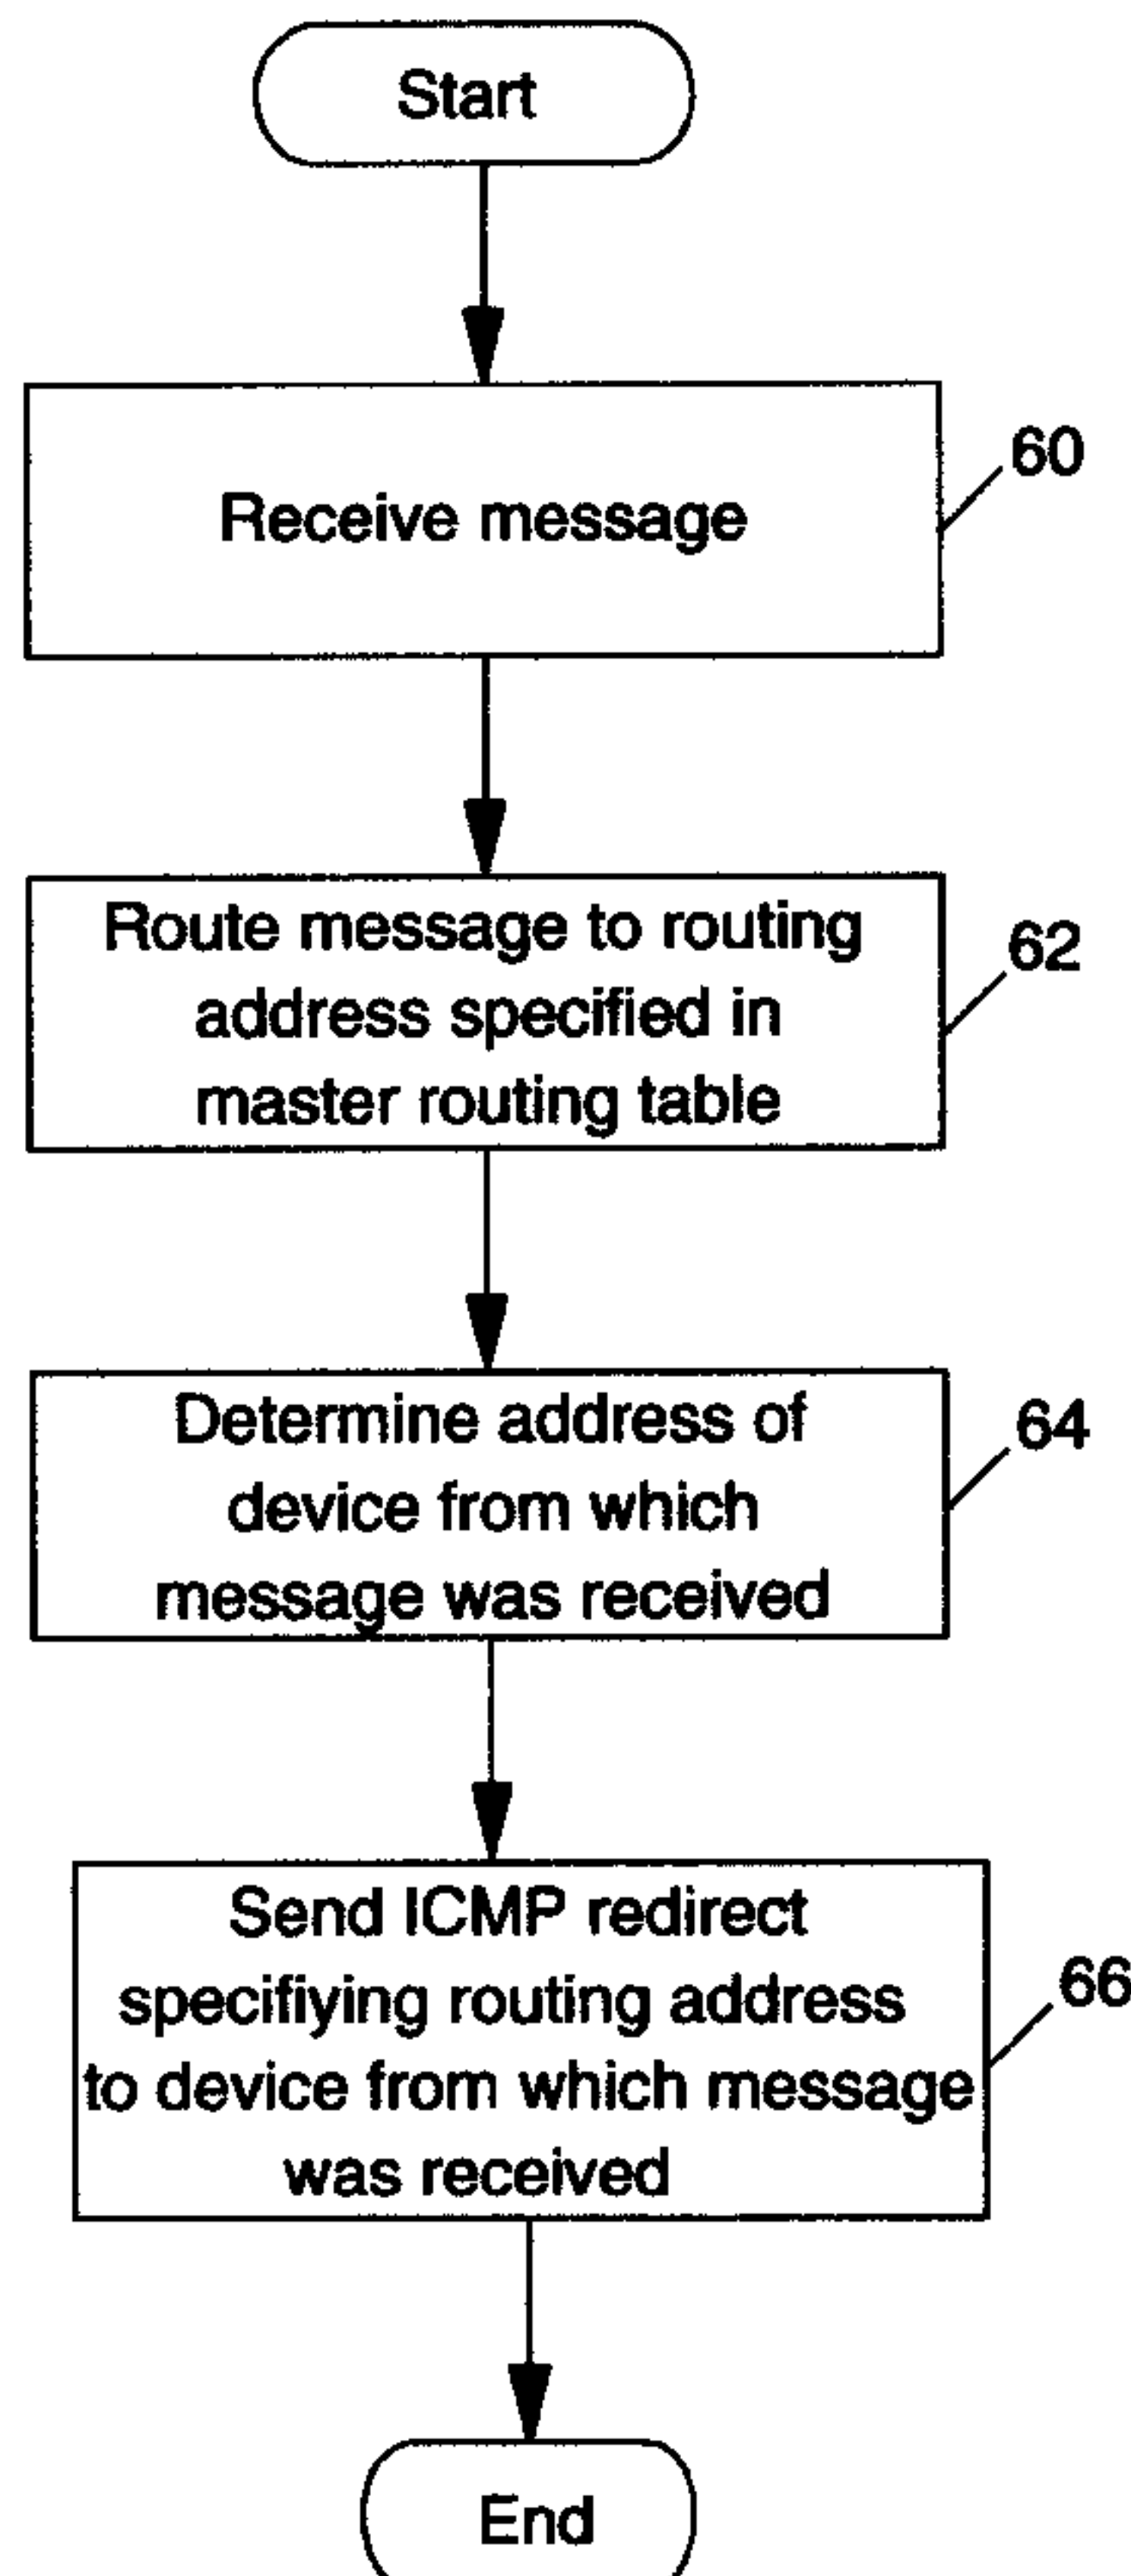 Start
Receive message
60
Route message to routing
address specified in
master routing table
62
Determine address of
device from which
message was received
64
Send ICMP redirect
specifiying routing address
to device from which message
was received
66
End